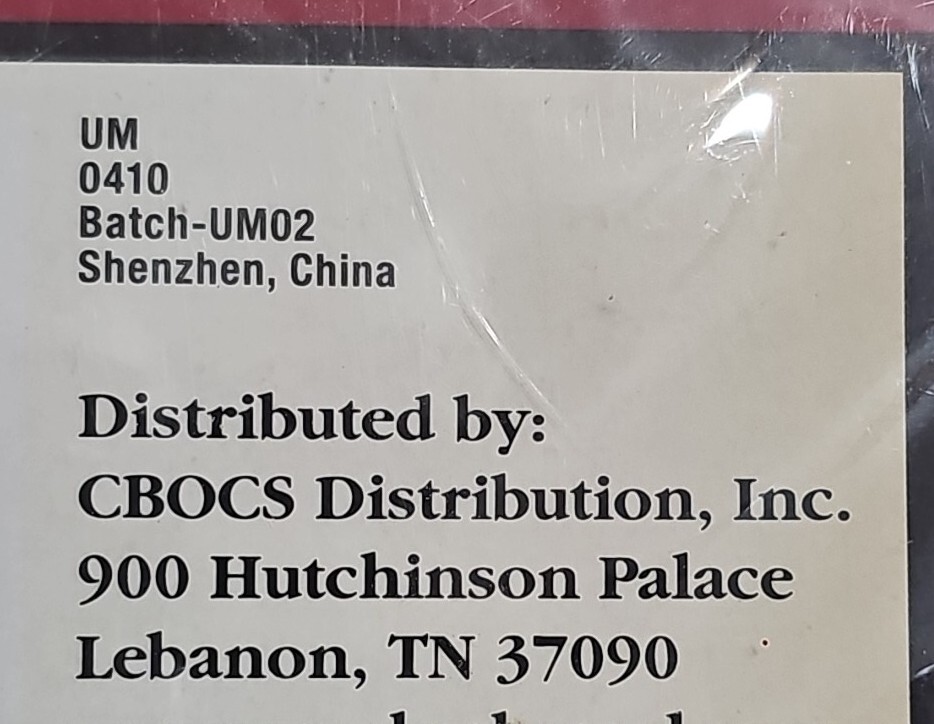 UM
0410
Batch-UM02
Shenzhen, China
Distributed by:
CBOCS Distribution, Inc.
900 Hutchinson Palace
Lebanon, TN 37090